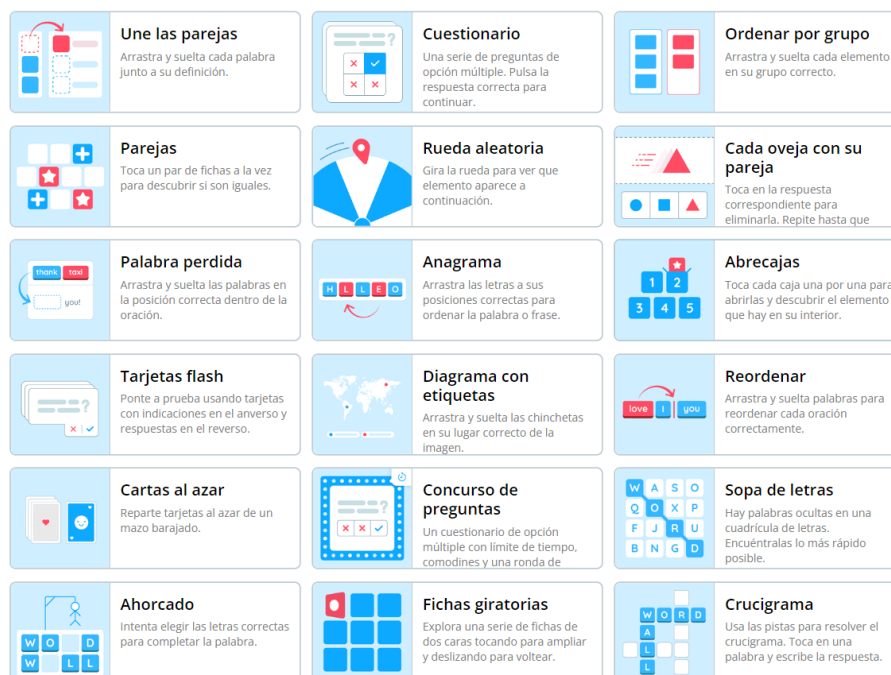 Une las parejas
Arrastra y suelta cada palabra
junto a su definición.
?
Cuestionario
Una serie de preguntas de
opción múltiple. Pulsa la
respuesta correcta para
continuar.
Ordenar por grupo
Arrastra y suelta cada elemento
en su grupo correcto.
Parejas
Toca un par de fichas a la vez
para descubrir si son iguales.
Rueda aleatoria
Gira la rueda para ver que
elemento aparece a
continuación.
Cada oveja con su
pareja
Toca en la respuesta
correspondiente para
eliminarla. Repite hasta que
thank taxi
you!
Palabra perdida
Arrastra y suelta las palabras en
la posición correcta dentro de la
oración.
H L L E O
Anagrama
Arrastra las letras a sus
posiciones correctas para
ordenar la palabra o frase.
1 2
3 4 5
Abrecajas
Toca cada caja una por una para
abrirlas y descubrir el elemento
que hay en su interior.
?
Tarjetas flash
Ponte a prueba usando tarjetas
con indicaciones en el anverso y
respuestas en el reverso.
Diagrama con
etiquetas
Arrastra y suelta las chinchetas
en su lugar correcto de la
imagen.
love I you
Reordenar
Arrastra y suelta palabras para
reordenar cada oración
correctamente.
Cartas al azar
Reparte tarjetas al azar de un
mazo barajado.
?
Concurso de
preguntas
Un cuestionario de opción
múltiple con límite de tiempo,
comodines y una ronda de
W A S O
Q O X P
F J R U
B N G D
Sopa de letras
Hay palabras ocultas en una
cuadrícula de letras.
Encuéntralas lo más rápido
posible.
W O D
W L L
Ahorcado
Intenta elegir las letras correctas
para completar la palabra.
Fichas giratorias
Explora una serie de fichas de
dos caras tocando para ampliar
y deslizando para voltear.
W O R D
A
L
L
Crucigrama
Usa las pistas para resolver el
crucigrama. Toca en una
palabra y escribe la respuesta.